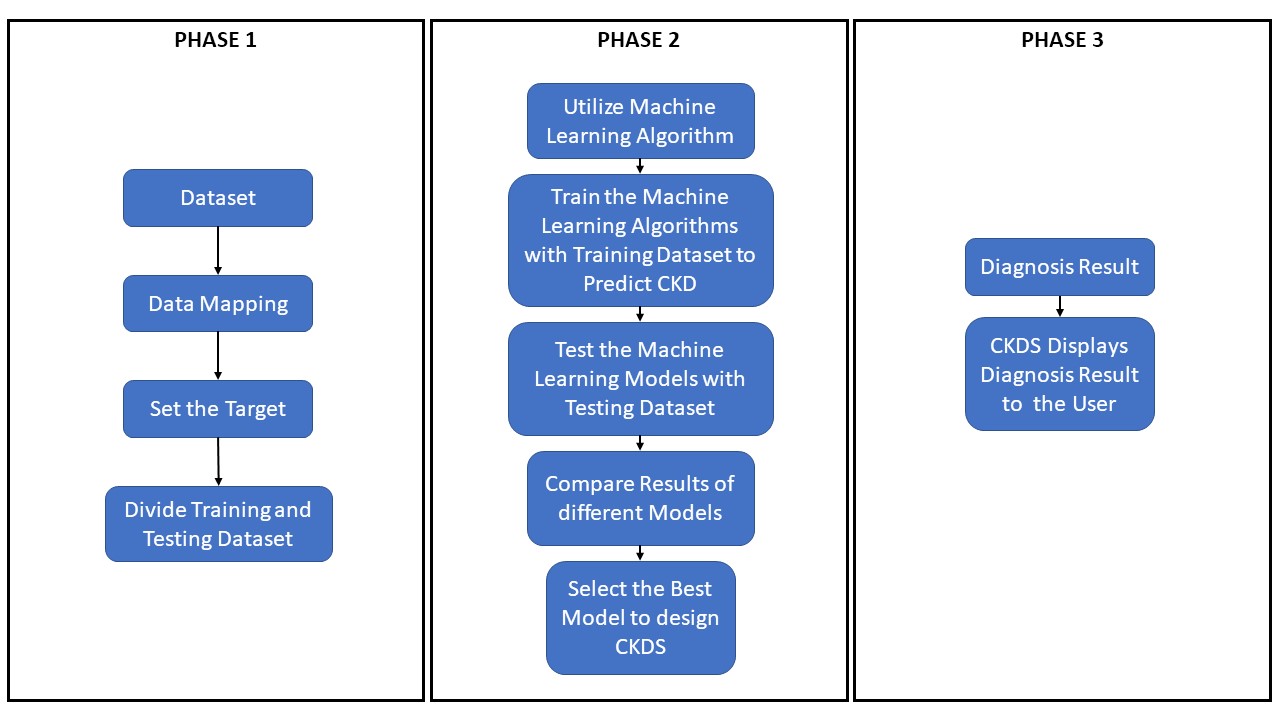 PHASE 1
Dataset
Data Mapping
Set the Target
Divide Training and
Testing Dataset
PHASE 2
Utilize Machine
Learning Algorithm
Train the Machine
Learning Algorithms
with Training Dataset to
Predict CKD
Test the Machine
Learning Models with
Testing Dataset
Compare Results of
different Models
Select the Best
Model to design
CKDS
PHASE 3
Diagnosis Result
CKDS Displays
Diagnosis Result
to the User